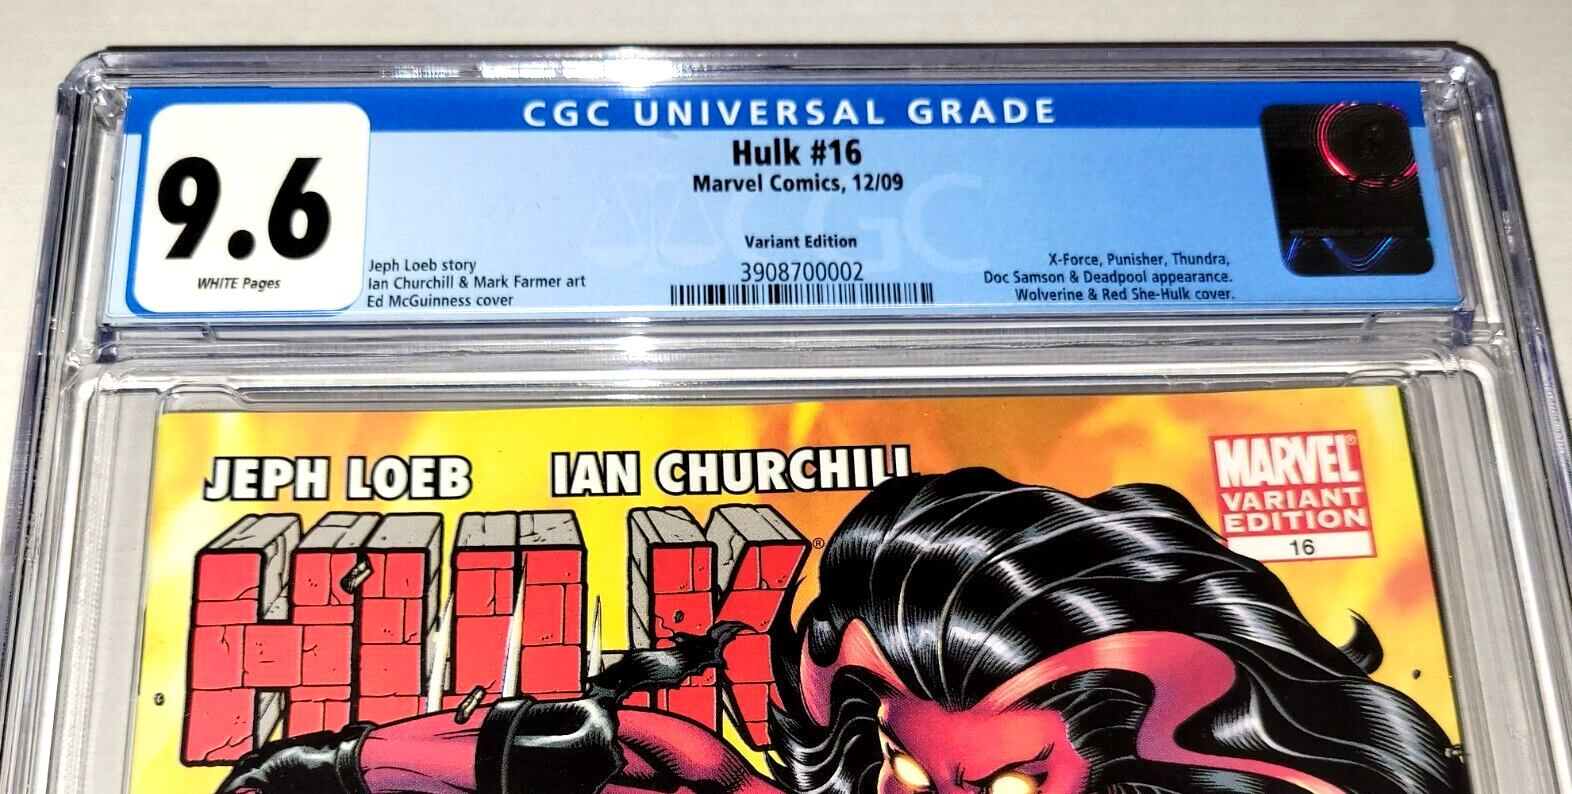 CGC UNIVERSAL GRADE
9.6
WHITE Pages
Hulk #16
Marvel Comics, 12/09
Variant Edition
3908700002
Jeph Loeb story
Ian Churchill & Mark Farmer art
Ed McGuinness cover
X-Force, Punisher, Thundra,
Doc Samson & Deadpool appearance.
Wolverine & Red She-Hulk cover.
CGC
JEPH LOEB IAN CHURCHILL
HULK®
MARVEL®
VARIANT
EDITION
16